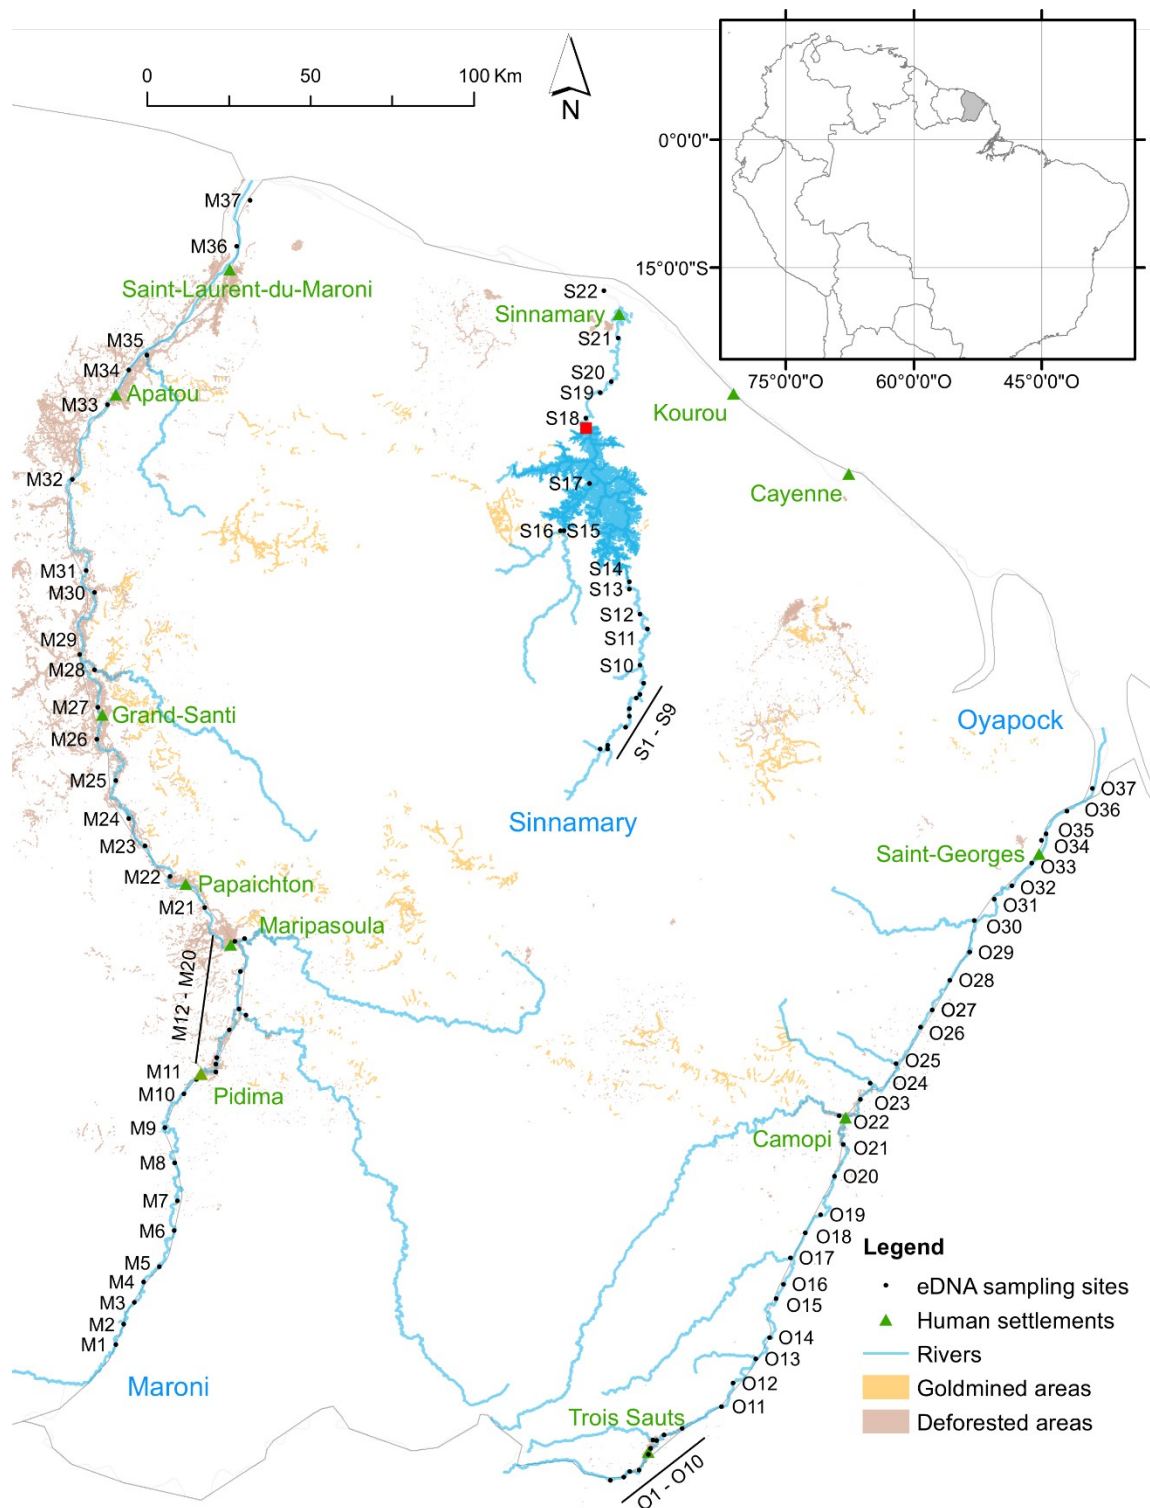 0 50 100 Km
N
0°0'0"
15°0'0"S
75°0'0"O 60°0'0"O 45°0'0"O
M37
M36
Saint-Laurent-du-Maroni
M35
M34
Apatou
M33
M32
M31
M30
M29
M28
M27
Grand-Santi
M26
M25
M24
M23
M22
Papaichton
M21
Maripasoula
M12 - M20
M11
Pidima
M10
M9
M8
M7
M6
M5
M4
M3
M2
M1
Maroni
S22
Sinnamary
S21
S20
S19
S18
S17
S16
S15
S14
S13
S12
S11
S10
S1 - S9
Sinnamary
Kourou
Cayenne
Oyapock
O37
O36
O35
O34
Saint-Georges
O33
O32
O31
O30
O29
O28
O27
O26
O25
O24
O23
O22
Camopi
O21
O20
O19
O18
O17
O16
O15
O14
O13
O12
O11
Trois Sauts
O1 - O10
Legend
eDNA sampling sites
Human settlements
Rivers
Goldmined areas
Deforested areas